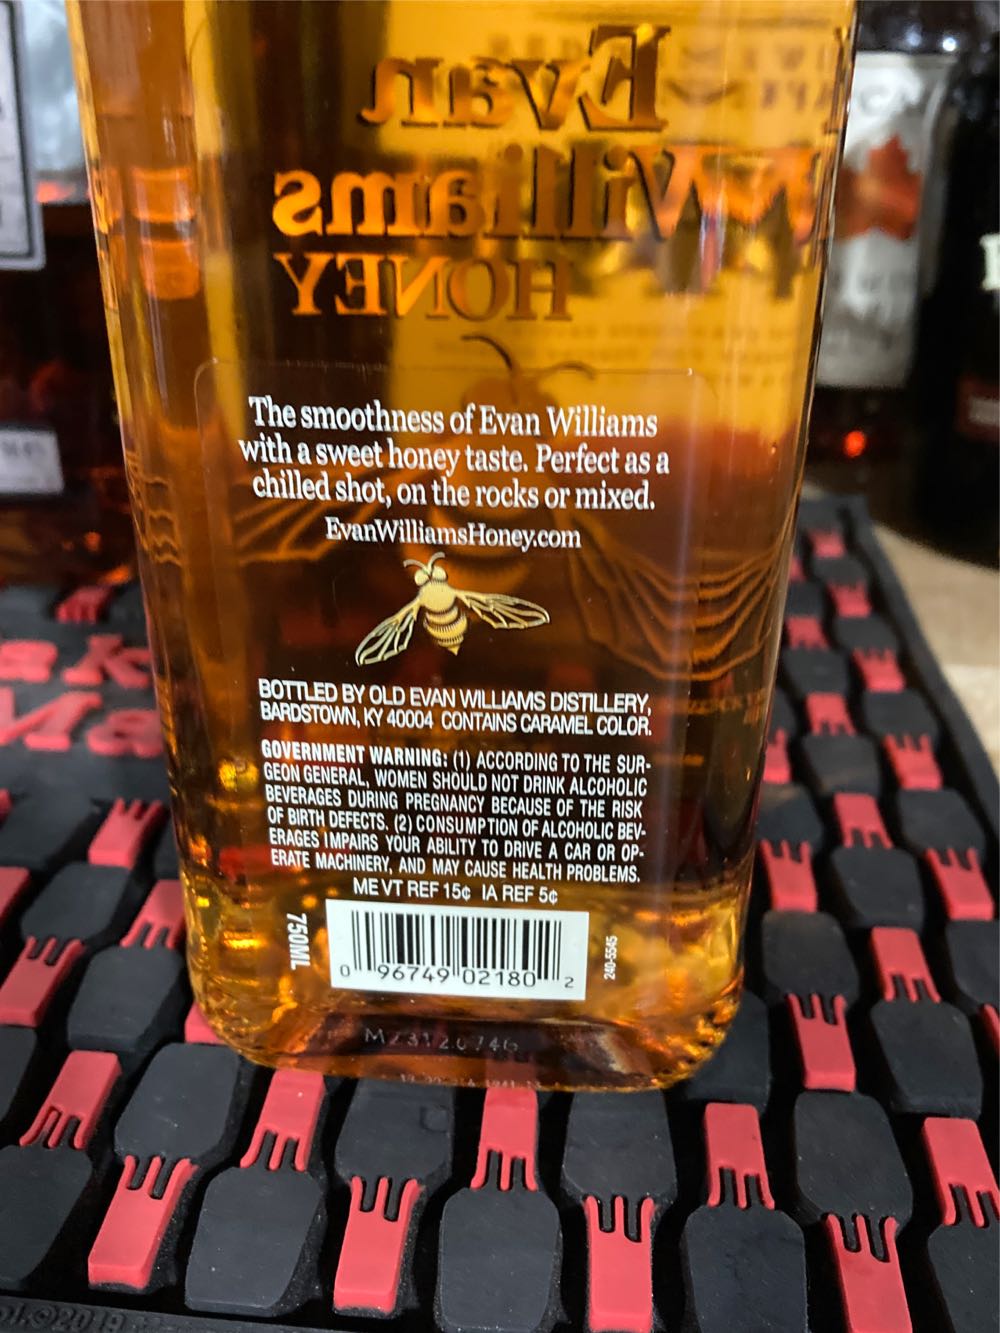 Evan
Williams
HONEY
The smoothness of Evan Williams
with a sweet honey taste. Perfect as a
chilled shot, on the rocks or mixed.
EvanWilliamsHoney.com
BOTTLED BY OLD EVAN WILLIAMS DISTILLERY,
BARDSTOWN, KY 40004 CONTAINS CARAMEL COLOR.
GOVERNMENT WARNING: (1) ACCORDING TO THE SUR-
GEON GENERAL, WOMEN SHOULD NOT DRINK ALCOHOLIC
BEVERAGES DURING PREGNANCY BECAUSE OF THE RISK
OF BIRTH DEFECTS. (2) CONSUMPTION OF ALCOHOLIC BEV-
ERAGES IMPAIRS YOUR ABILITY TO DRIVE A CAR OR OP-
ERATE MACHINERY, AND MAY CAUSE HEALTH PROBLEMS.
ME VT REF 15¢ IA REF 5¢
750ML
0 96749 02180 2
240-5545